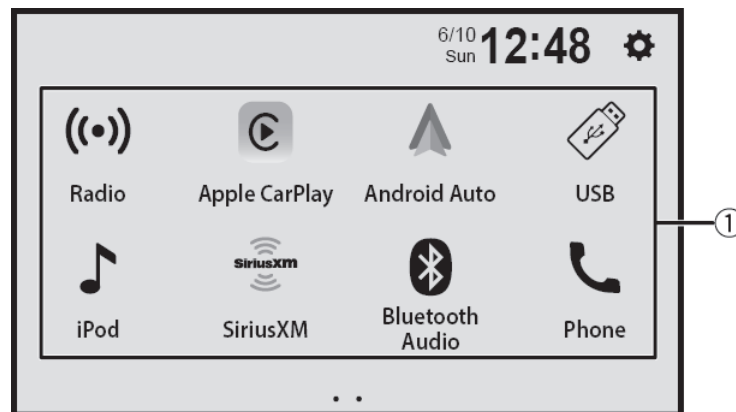 6/10
Sun
12:48
Radio
Apple CarPlay
Android Auto
USB
SiriusXM
iPod
SiriusXM
Bluetooth
Audio
Phone
①